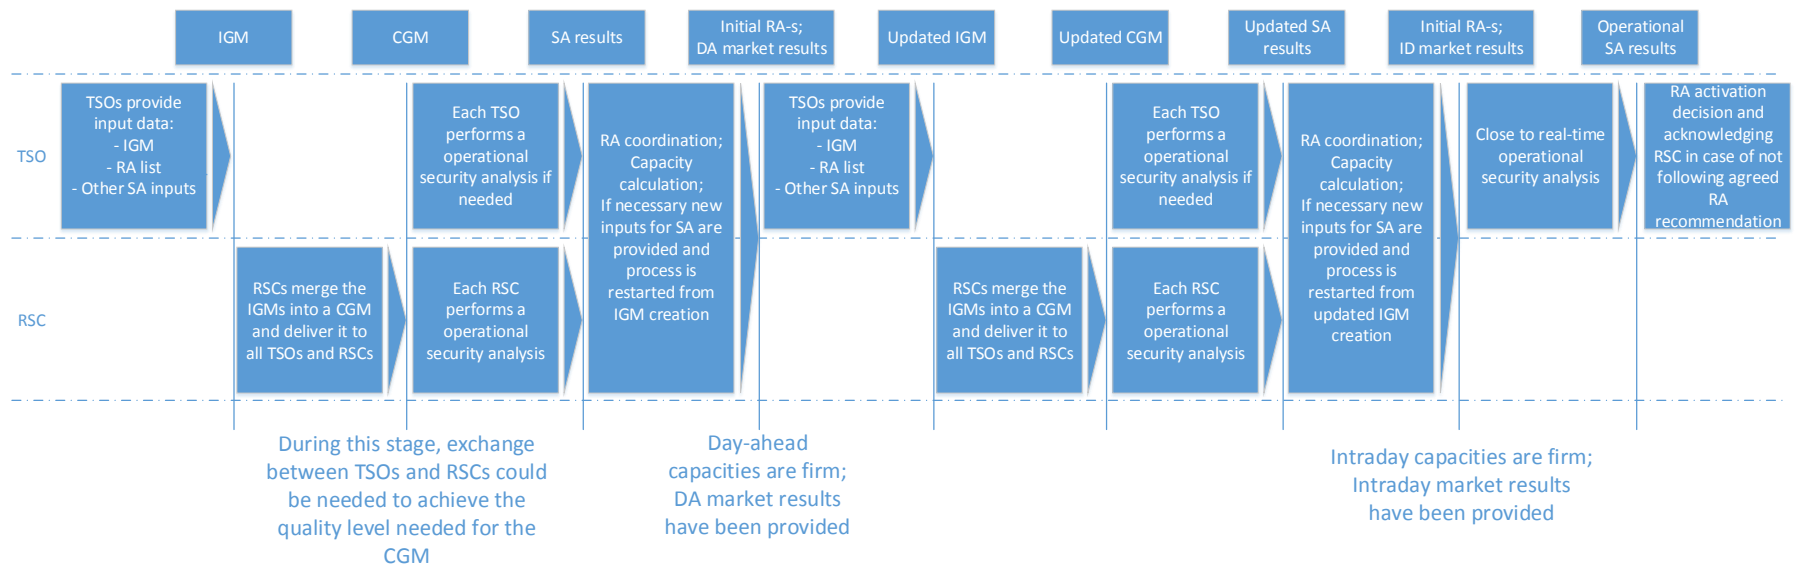 IGM
CGM
SA results
Initial RA-s;
DA market results
Updated IGM
Updated CGM
Updated SA
results
Initial RA-s;
ID market results
Operational
SA results
TSO
TSOs provide
input data:
- IGM
- RA list
- Other SA inputs
Each TSO
performs a
operational
security analysis if
needed
RA coordination;
Capacity
calculation;
If necessary new
inputs for SA are
provided and
process is
restarted from
IGM creation
TSOs provide
input data:
- IGM
- RA list
- Other SA inputs
Each TSO
performs a
operational
security analysis if
needed
RA coordination;
Capacity
calculation;
If necessary new
inputs for SA are
provided and
process is
restarted from
updated IGM
creation
Close to real-time
operational
security analysis
RA activation
decision and
acknowledging
RSC in case of not
following agreed
RA
recommendation
RSC
RSCs merge the
IGMs into a CGM
and deliver it to
all TSOs and RSCs
Each RSC
performs a
operational
security analysis
RSCs merge the
IGMs into a CGM
and deliver it to
all TSOs and RSCs
Each RSC
performs a
operational
security analysis
During this stage, exchange
between TSOs and RSCs could
be needed to achieve the
quality level needed for the
CGM
Day-ahead
capacities are firm;
DA market results
have been provided
Intraday capacities are firm;
Intraday market results
have been provided